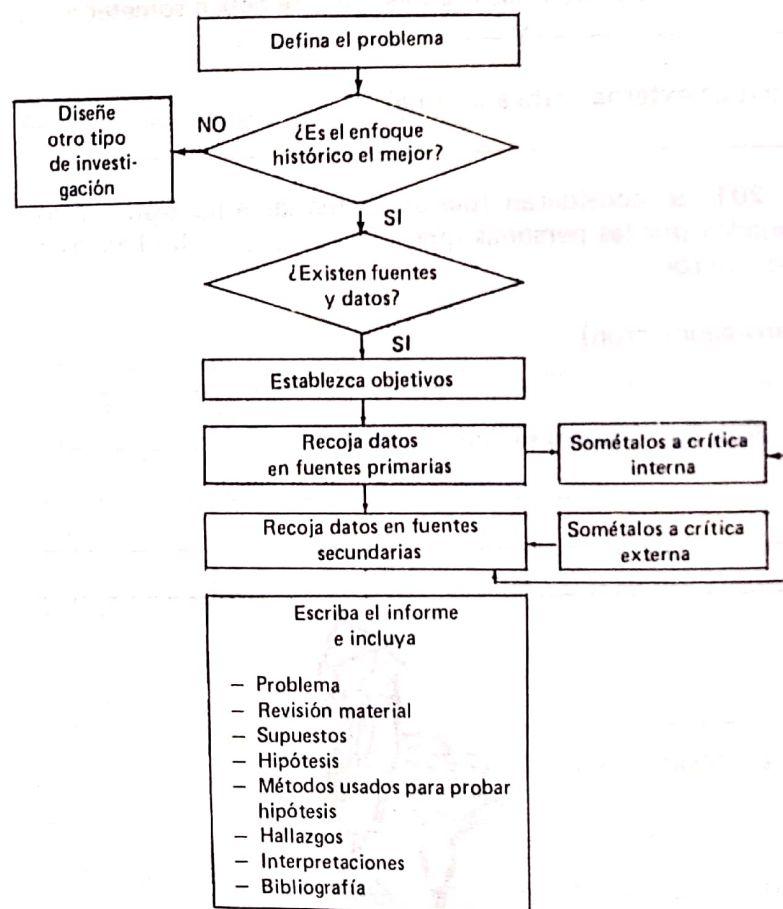 Defina el problema
Diseñe
otro tipo
de investi-
gación
NO
¿Es el enfoque
histórico el mejor?
SI
¿Existen fuentes
y datos?
SI
Establezca objetivos
Recoja datos
en fuentes primarias
Sométalos a crítica
interna
Recoja datos en fuentes
secundarias
Sométalos a crítica
externa
Escriba el informe
e incluya
— Problema
— Revisión material
— Supuestos
— Hipótesis
— Métodos usados para probar
hipótesis
— Hallazgos
— Interpretaciones
— Bibliografía